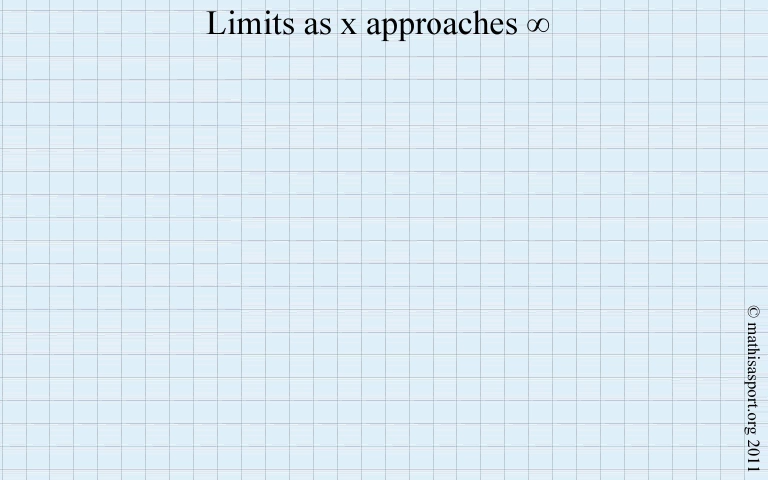 Limits as x approaches ∞
© mathisasport.org 2011